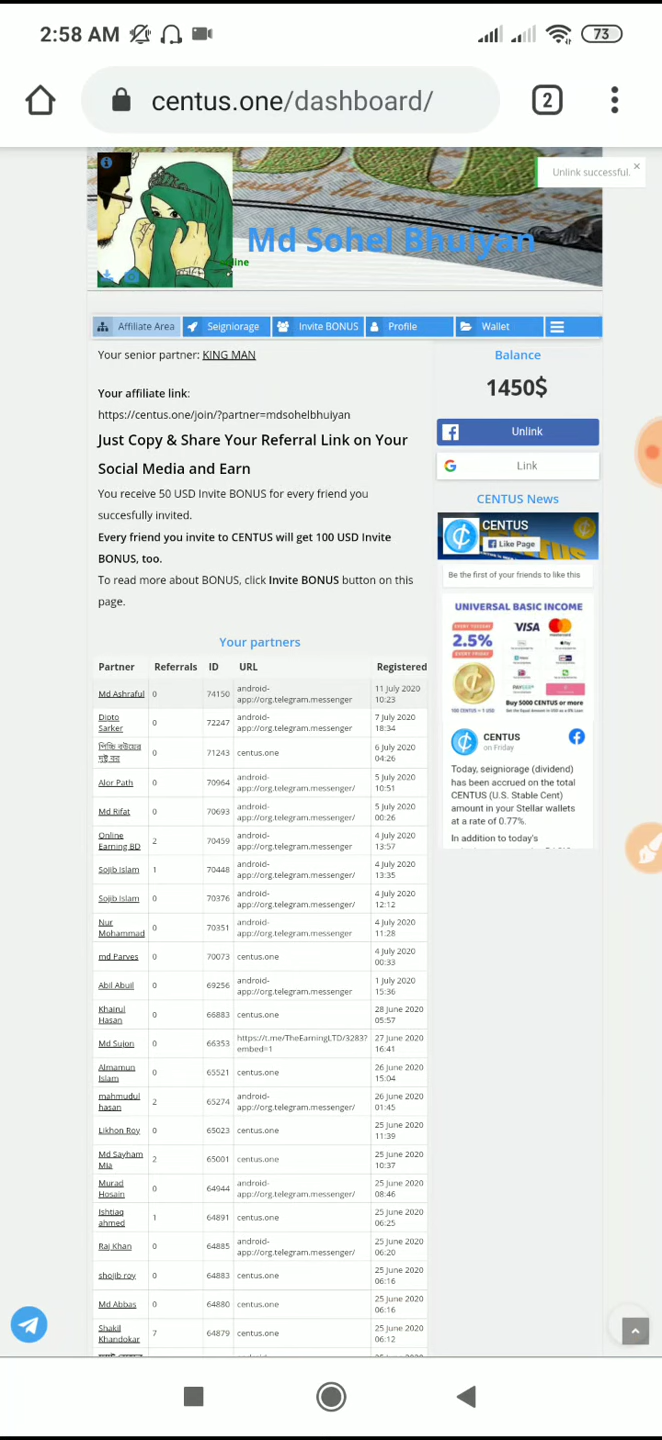 2:58 AM
73
centus.one/dashboard/
2
Unlink successful. ×
Md Sohel Bhuiyan
Affiliate Area Seigniorage Invite BONUS Profile Wallet
Your senior partner: KING MAN
Your affiliate link:
https://centus.one/join/?partner=mdsohelbhuiyan
Just Copy & Share Your Referral Link on Your
Social Media and Earn
You receive 50 USD Invite BONUS for every friend you
succesfully invited.
Every friend you invite to CENTUS will get 100 USD Invite
BONUS, too.
To read more about BONUS, click Invite BONUS button on this
page.
Balance
1450$
Unlink
Link
CENTUS News
CENTUS
Like Page
Be the first of your friends to like this
UNIVERSAL BASIC INCOME
EVERY TUESDAY
2.5%
EVERY FRIDAY
VISA mastercard
Buy 5000 CENTUS or more
100 CENTUS = 1 USD
CENTUS
on Friday
Today, seigniorage (dividend)
has been accrued on the total
CENTUS (U.S. Stable Cent)
amount in your Stellar wallets
at a rate of 0.77%.
In addition to today's
Your partners
Partner Referrals ID URL Registered
Md Ashraful 0 74150 android-app://org.telegram.messenger 11 July 2020 10:23
Dipto Sarker 0 72247 android-app://org.telegram.messenger 7 July 2020 18:34
0 71243 centus.one 6 July 2020 04:26
Alor Path 0 70964 android-app://org.telegram.messenger/ 5 July 2020 10:51
Md Rifat 0 70693 android-app://org.telegram.messenger/ 5 July 2020 00:26
Online Earning BD 2 70459 android-app://org.telegram.messenger/ 4 July 2020 13:57
Sojib Islam 1 70448 android-app://org.telegram.messenger/ 4 July 2020 13:35
Sojib Islam 0 70376 android-app://org.telegram.messenger/ 4 July 2020 12:12
Nur Mohammad 0 70351 android-app://org.telegram.messenger 4 July 2020 11:28
md Parves 0 70073 centus.one 4 July 2020 00:33
Abil Abuil 0 69256 android-app://org.telegram.messenger 1 July 2020 15:36
Khairul Hasan 0 66883 centus.one 28 June 2020 05:57
Md Sujon 0 66353 https://t.me/TheEarningLTD/3283?embed=1 27 June 2020 16:41
Almamun Islam 0 65521 centus.one 26 June 2020 15:04
mahmudul hasan 2 65274 android-app://org.telegram.messenger/ 26 June 2020 01:45
Likhon Roy 0 65023 centus.one 25 June 2020 11:39
Md Sayham Mia 2 65001 centus.one 25 June 2020 10:37
Murad Hosain 0 64944 android-app://org.telegram.messenger/ 25 June 2020 08:46
Ishtiaq ahmed 1 64891 centus.one 25 June 2020 06:25
Raj Khan 0 64885 android-app://org.telegram.messenger/ 25 June 2020 06:20
shojib roy 0 64883 centus.one 25 June 2020 06:16
Md Abbas 0 64880 centus.one 25 June 2020 06:16
Shakil Khandokar 7 64879 centus.one 25 June 2020 06:12